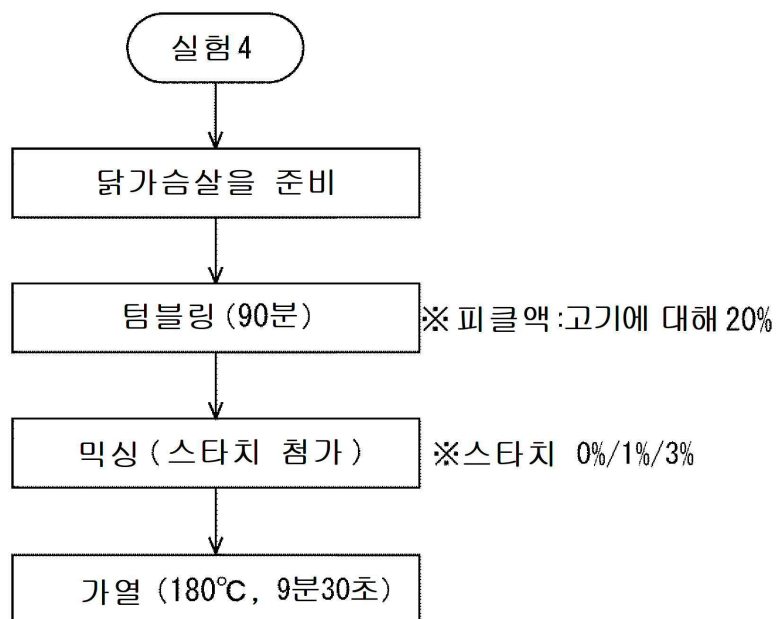 실험4
닭가슴살을 준비
텀블링(90분) ※피클액:고기에 대해 20%
믹싱(스타치 첨가) ※스타치 0%/1%/3%
가열(180℃, 9분30초)